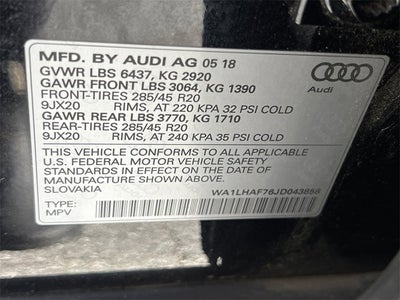 MFD. BY AUDI AG 05 18
GVWR LBS 6437, KG 2920
GAWR FRONT LBS 3064, KG 1390
FRONT-TIRES 285/45 R20
9JX20 RIMS, AT 220 KPA 32 PSI COLD
GAWR REAR LBS 3770, KG 1710
REAR-TIRES 285/45 R20
9JX20 RIMS, AT 240 KPA 35 PSI COLD
Audi
THIS VEHICLE CONFORMS TO ALL APPLICABLE
U.S. FEDERAL MOTOR VEHICLE SAFETY
STANDARDS IN EFFECT ON THE DATE OF
MANUFACTURE SHOWN ABOVE.
SLOVAKIA WA1LHAF76JD043858
TYPE:
MPV